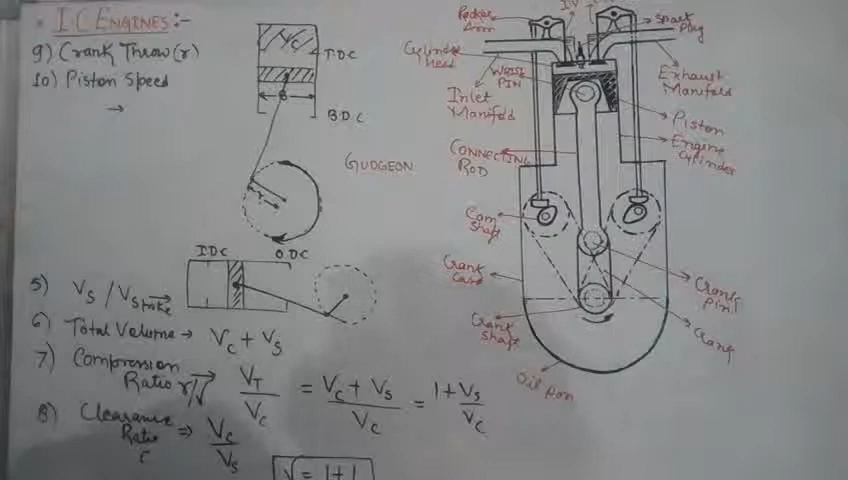 I.C ENGINES:-
9) Crank Throw (r)
10) Piston Speed
→
Vc
TDC
B
BDC
r
GUDGEON
IDC
ODC
5) Vs / Vstroke →
6) Total Volume → Vc + Vs
7) Compression Ratio r/√ → VT/Vc = Vc + Vs/Vc = 1 + Vs/Vc
8) Clearance Ratio c ⇒ Vc/Vs
√ = 1 + 1
Rocker Arm
I.V
Spark Plug
Cylinder Head
WRIST PIN
Inlet Manifold
Exhaust Manifold
Piston
Engine Cylinder
CONNECTING ROD
Cam Shaft
Crank Case
Crank Pin
Crank Shaft
Crank
Oil Pan